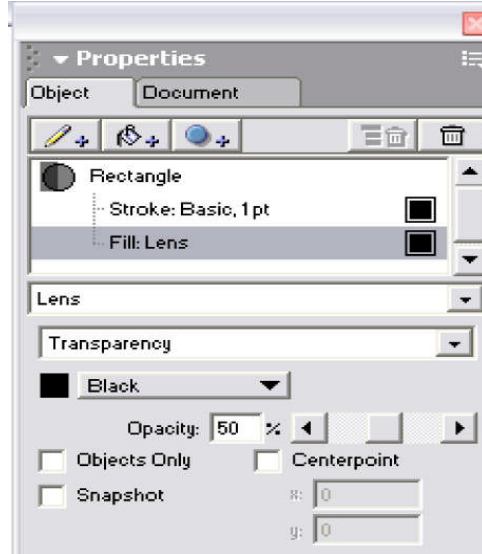 Properties
Object Document
Rectangle
Stroke: Basic, 1pt
Fill: Lens
Lens
Transparency
Black
Opacity: 50 %
Objects Only Centerpoint
Snapshot x: 0
y: 0